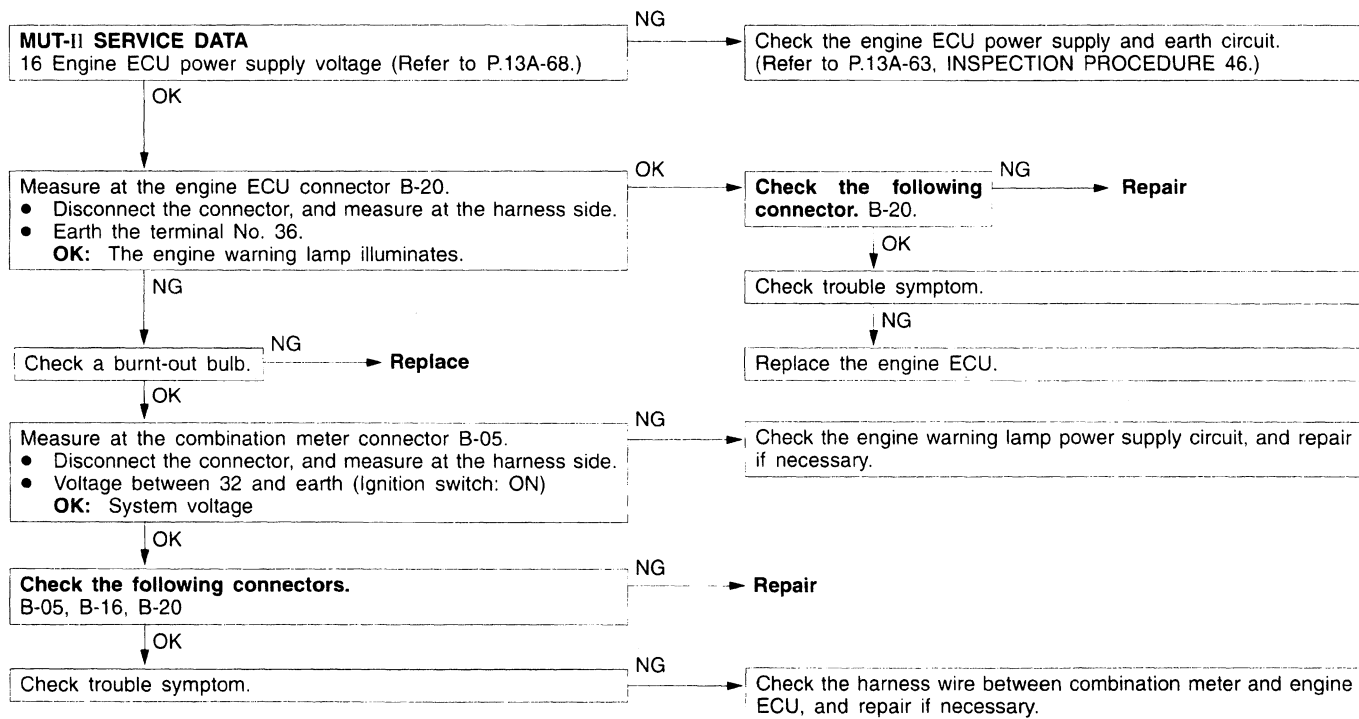 MUT-II SERVICE DATA
16 Engine ECU power supply voltage (Refer to P.13A-68.)
NG
Check the engine ECU power supply and earth circuit.
(Refer to P.13A-63, INSPECTION PROCEDURE 46.)
OK
Measure at the engine ECU connector B-20.
● Disconnect the connector, and measure at the harness side.
● Earth the terminal No. 36.
OK: The engine warning lamp illuminates.
OK
Check the following
connector. B-20.
NG
Repair
OK
Check trouble symptom.
NG
Replace the engine ECU.
NG
Check a burnt-out bulb.
NG
Replace
OK
Measure at the combination meter connector B-05.
● Disconnect the connector, and measure at the harness side.
● Voltage between 32 and earth (Ignition switch: ON)
OK: System voltage
NG
Check the engine warning lamp power supply circuit, and repair
if necessary.
OK
Check the following connectors.
B-05, B-16, B-20
NG
Repair
OK
Check trouble symptom.
NG
Check the harness wire between combination meter and engine
ECU, and repair if necessary.